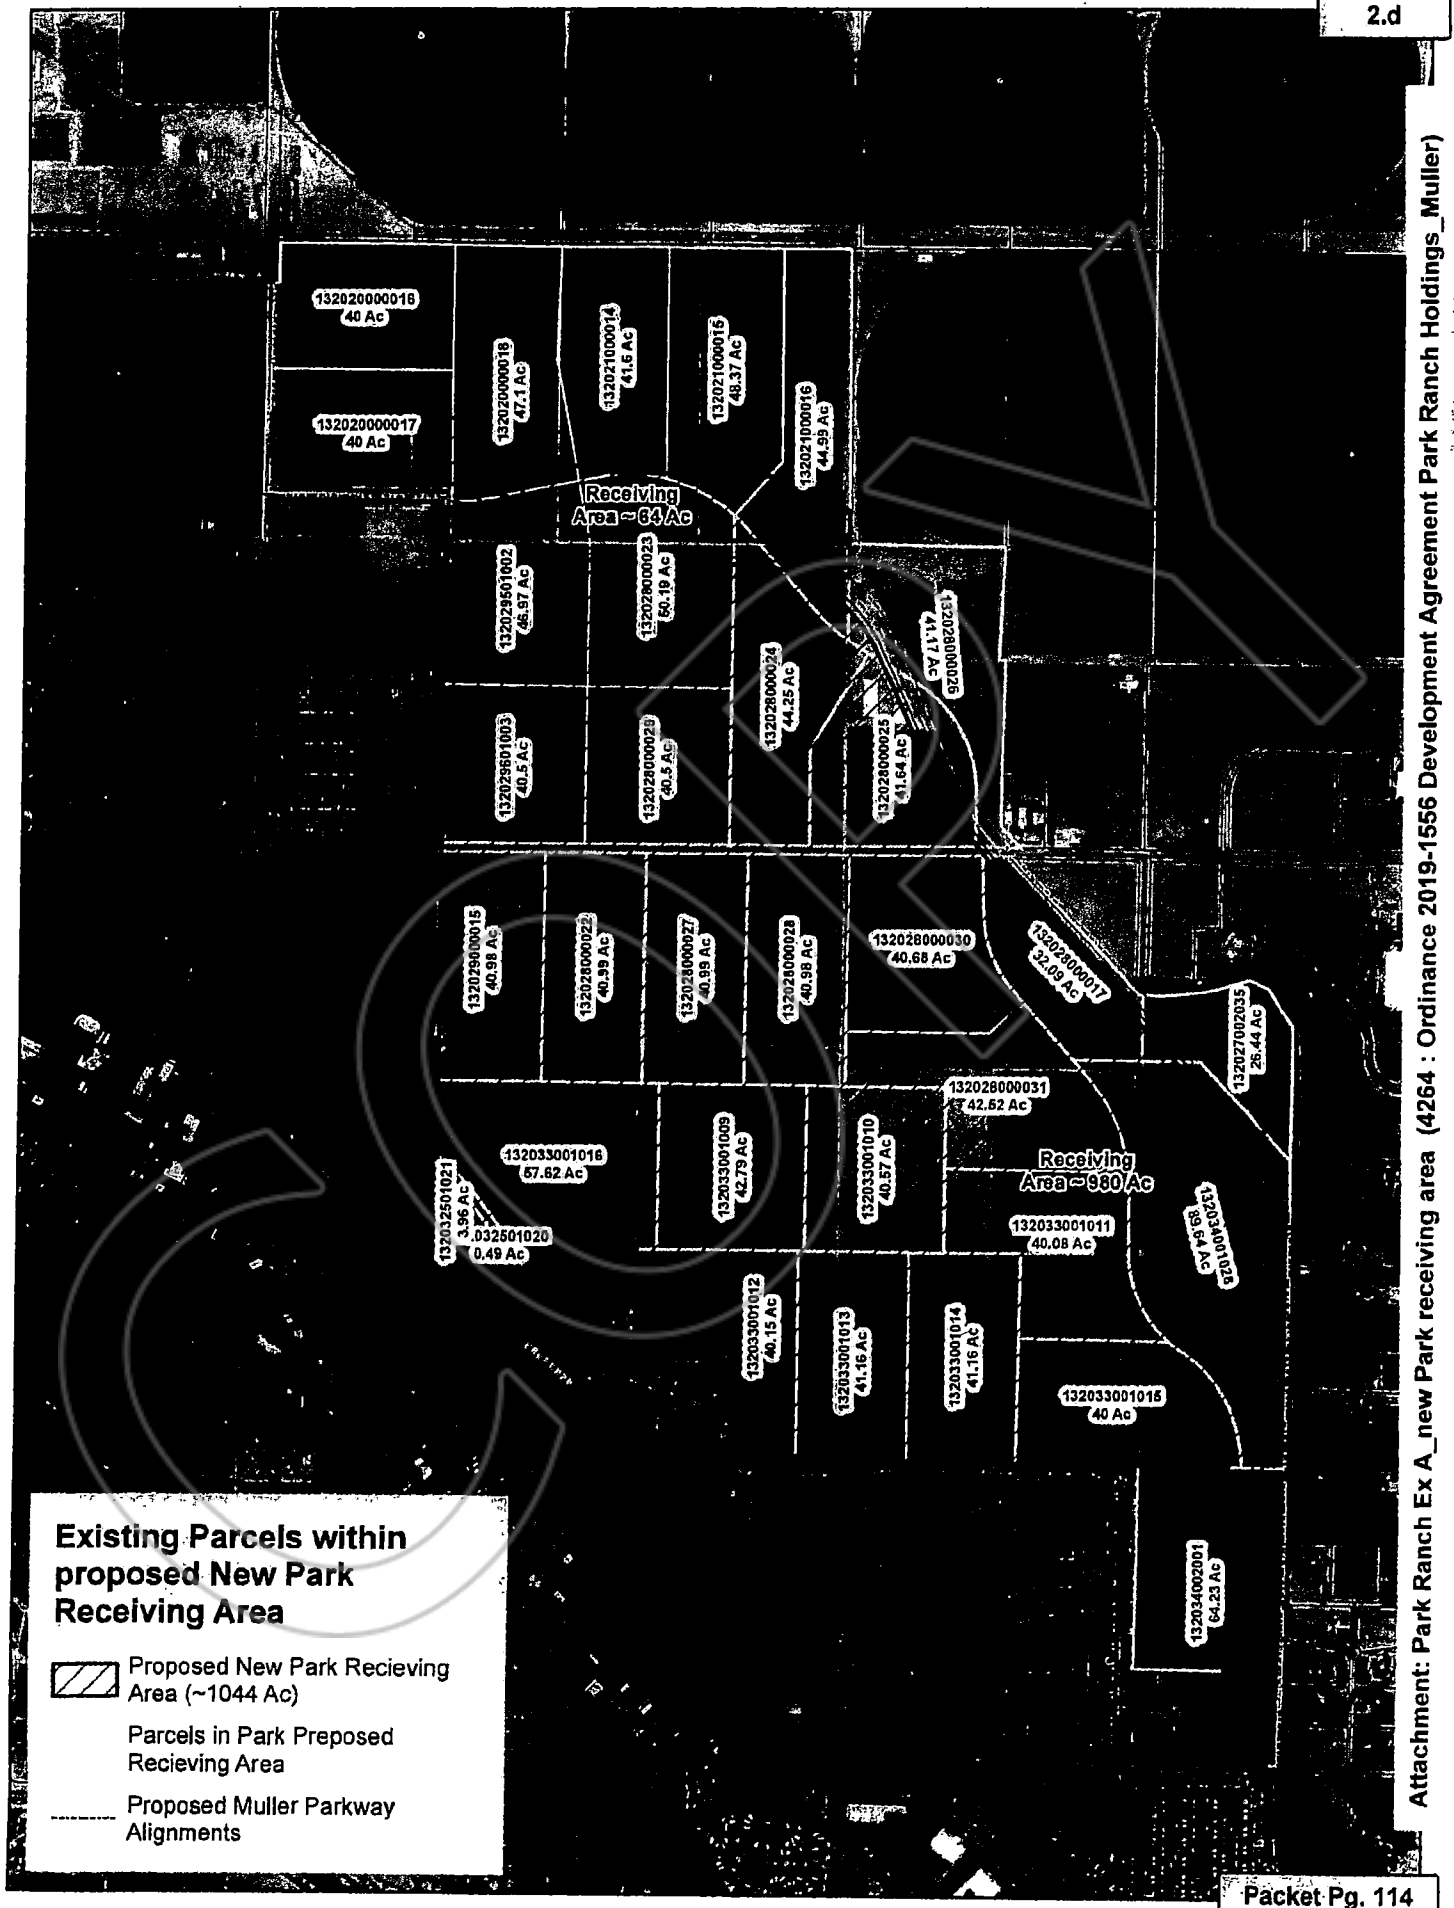 2.d
132020000016
40 Ac
132020000017
40 Ac
132020000018
47.1 Ac
132021000014
41.6 Ac
132021000015
48.37 Ac
132021000016
44.99 Ac
Receiving
Area ~ 64 Ac
132029501002
46.97 Ac
132028000023
50.19 Ac
132028000024
44.25 Ac
132028000026
41.17 Ac
132029601003
40.5 Ac
132028000029
40.5 Ac
132028000025
41.64 Ac
132029000015
40.98 Ac
132028000022
40.99 Ac
132028000027
40.99 Ac
132028000028
40.98 Ac
132028000030
40.68 Ac
132028000017
32.09 Ac
132027002035
26.44 Ac
132028000031
42.52 Ac
132033001016
57.62 Ac
132033001009
42.79 Ac
132033001010
40.57 Ac
Receiving
Area ~ 980 Ac
132032501021
3.96 Ac
.032501020
0.49 Ac
132033001011
40.08 Ac
132034001028
89.64 Ac
132033001012
40.15 Ac
132033001013
41.16 Ac
132033001014
41.16 Ac
132033001015
40 Ac
132034002001
64.23 Ac
Existing Parcels within
proposed New Park
Receiving Area
Proposed New Park Recieving
Area (~1044 Ac)
Parcels in Park Preposed
Recieving Area
Proposed Muller Parkway
Alignments
COPY
Attachment: Park Ranch Ex A_new Park receiving area (4264 : Ordinance 2019-1556 Development Agreement Park Ranch Holdings_Muller)
Packet Pg. 114